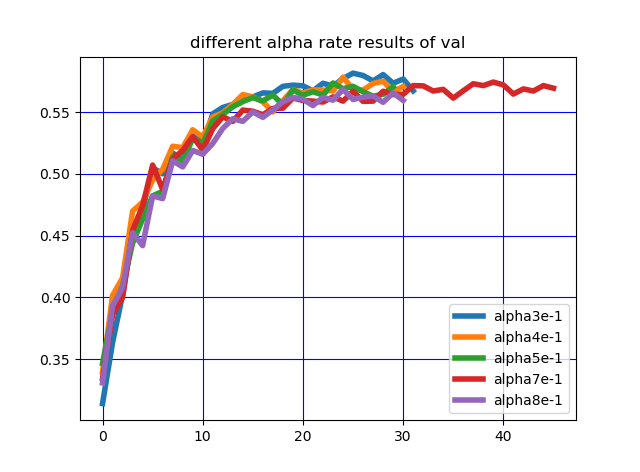 different alpha rate results of val
0.55
0.50
0.45
0.40
0.35
0 10 20 30 40
alpha3e-1
alpha4e-1
alpha5e-1
alpha7e-1
alpha8e-1